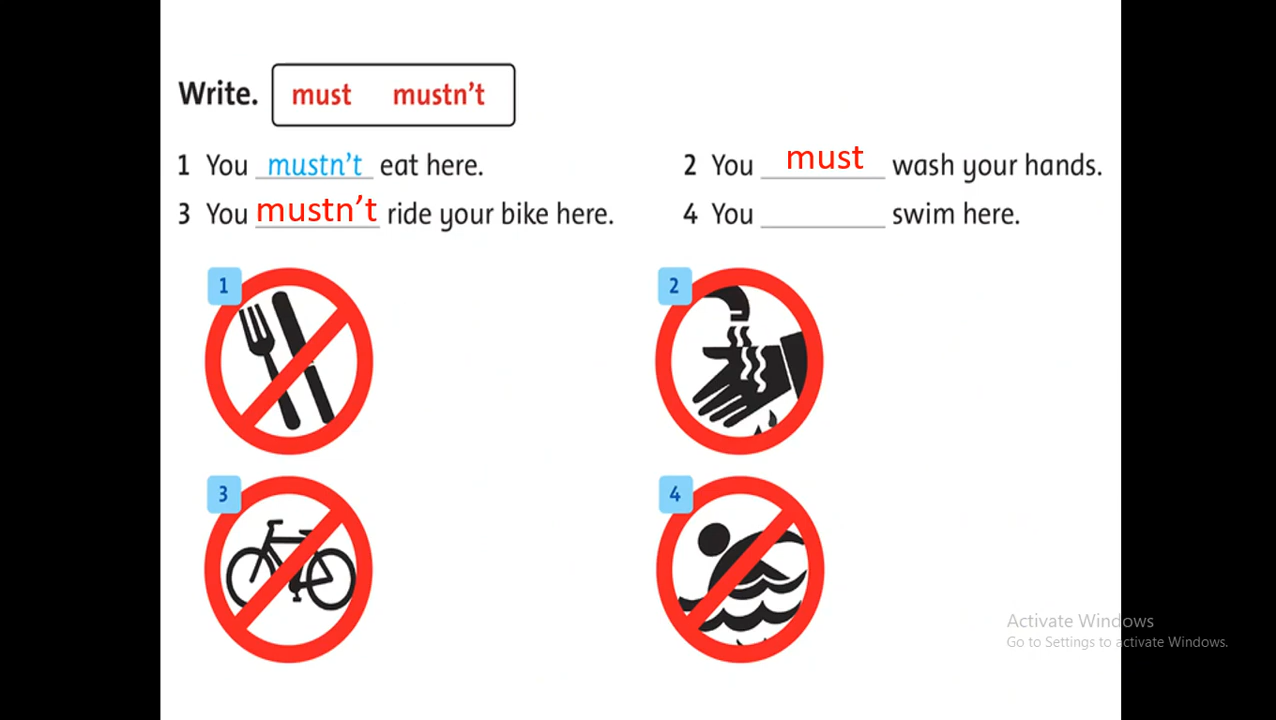 Write. must mustn't
1 You mustn't eat here.
2 You must wash your hands.
3 You mustn't ride your bike here.
4 You ________ swim here.
1
2
3
4
Activate Windows
Go to Settings to activate Windows.